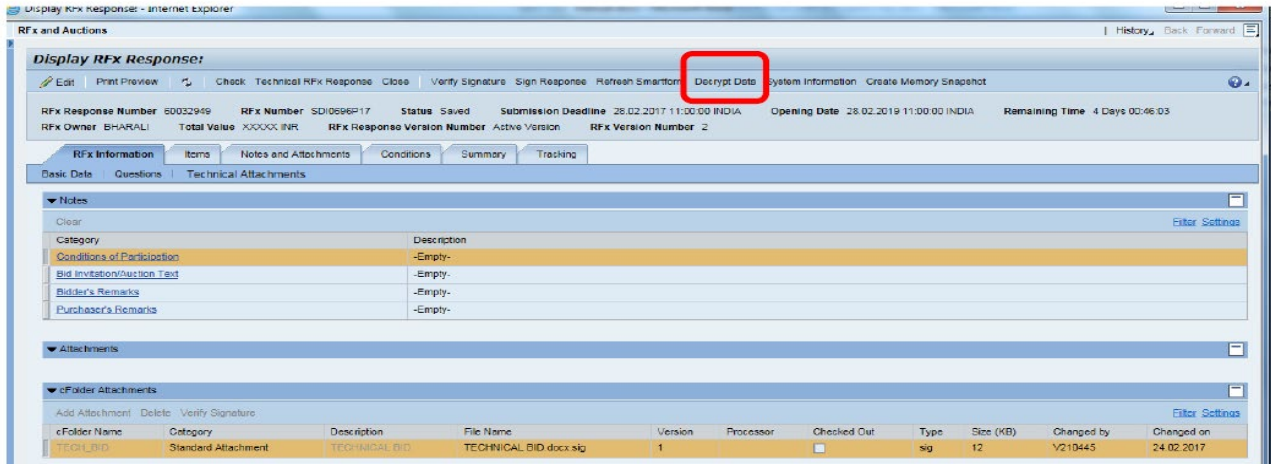 Display RFx Response: - Internet Explorer
RFx and Auctions | History Back Forward
Display RFx Response:
Edit | Print Preview | Check Technical RFx Response Close | Verify Signature Sign Response Refresh Smartform Decrypt Data System Information Create Memory Snapshot
RFx Response Number 60032949 RFx Number SDI0696P17 Status Saved Submission Deadline 28.02.2017 11:00:00 INDIA Opening Date 28.02.2019 11:00:00 INDIA Remaining Time 4 Days 00:46:03
RFx Owner BHARALI Total Value XXXXX INR RFx Response Version Number Active Version RFx Version Number 2
RFx Information Items Notes and Attachments Conditions Summary Tracking
Basic Data | Questions | Technical Attachments
Notes
Clear Filter Settings
Category Description
Conditions of Participation -Empty-
Bid Invitation/Auction Text -Empty-
Bidder's Remarks -Empty-
Purchaser's Remarks -Empty-
Attachments
cFolder Attachments
Add Attachment Delete Verify Signature Filter Settings
cFolder Name Category Description File Name Version Processor Checked Out Type Size (KB) Changed by Changed on
TECH_BID Standard Attachment TECHNICAL BID TECHNICAL BID.docx.sig 1 sig 12 V210445 24.02.2017